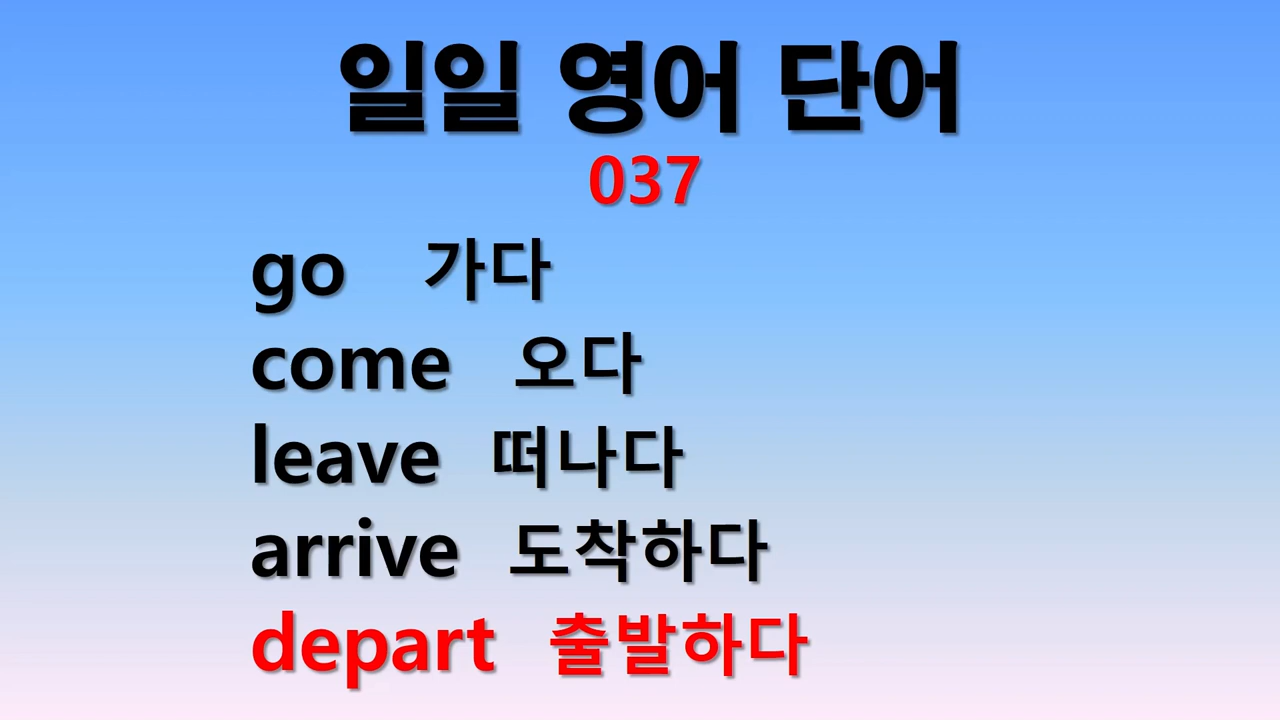 일일 영어 단어
037
go 가다
come 오다
leave 떠나다
arrive 도착하다
depart 출발하다